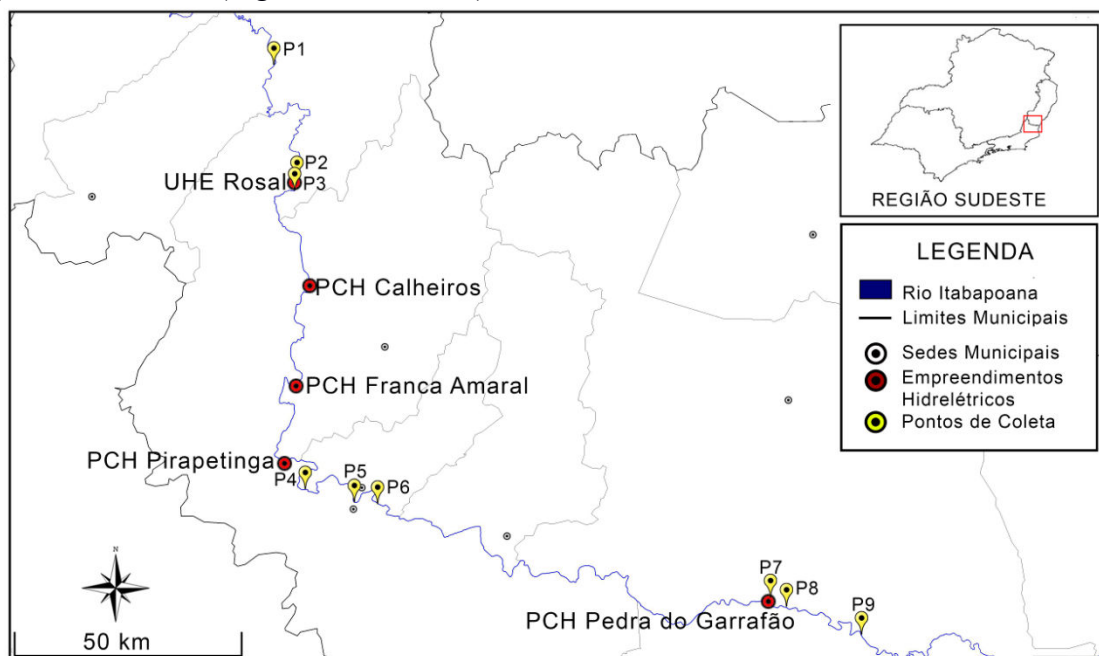 P1
P2
UHE Rosal
P3
REGIÃO SUDESTE
LEGENDA
PCH Calheiros
Rio Itabapoana
Limites Municipais
Sedes Municipais
PCH Franca Amaral
Empreendimentos
Hidrelétricos
Pontos de Coleta
PCH Pirapetinga
P4
P5
P6
N
P7
P8
PCH Pedra do Garrafão
P9
50 km